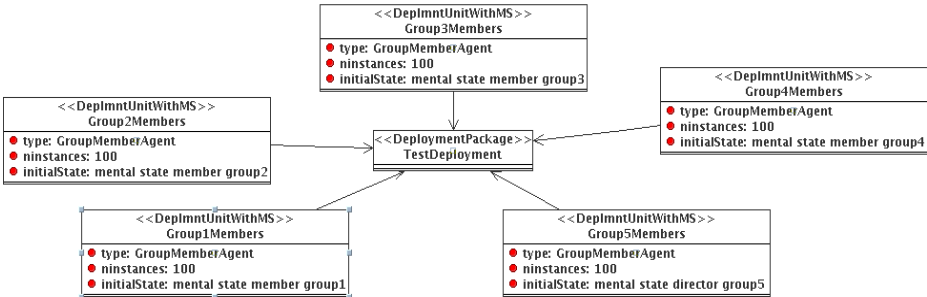 <<DeplmntUnitWithMS>>
Group3Members
type: GroupMemberAgent
ninstances: 100
initialState: mental state member group3
<<DeplmntUnitWithMS>>
Group4Members
type: GroupMemberAgent
ninstances: 100
initialState: mental state member group4
<<DeplmntUnitWithMS>>
Group2Members
type: GroupMemberAgent
ninstances: 100
initialState: mental state member group2
<<DeploymentPackage>>
TestDeployment
<<DeplmntUnitWithMS>>
Group1Members
type: GroupMemberAgent
ninstances: 100
initialState: mental state member group1
<<DeplmntUnitWithMS>>
Group5Members
type: GroupMemberAgent
ninstances: 100
initialState: mental state director group5